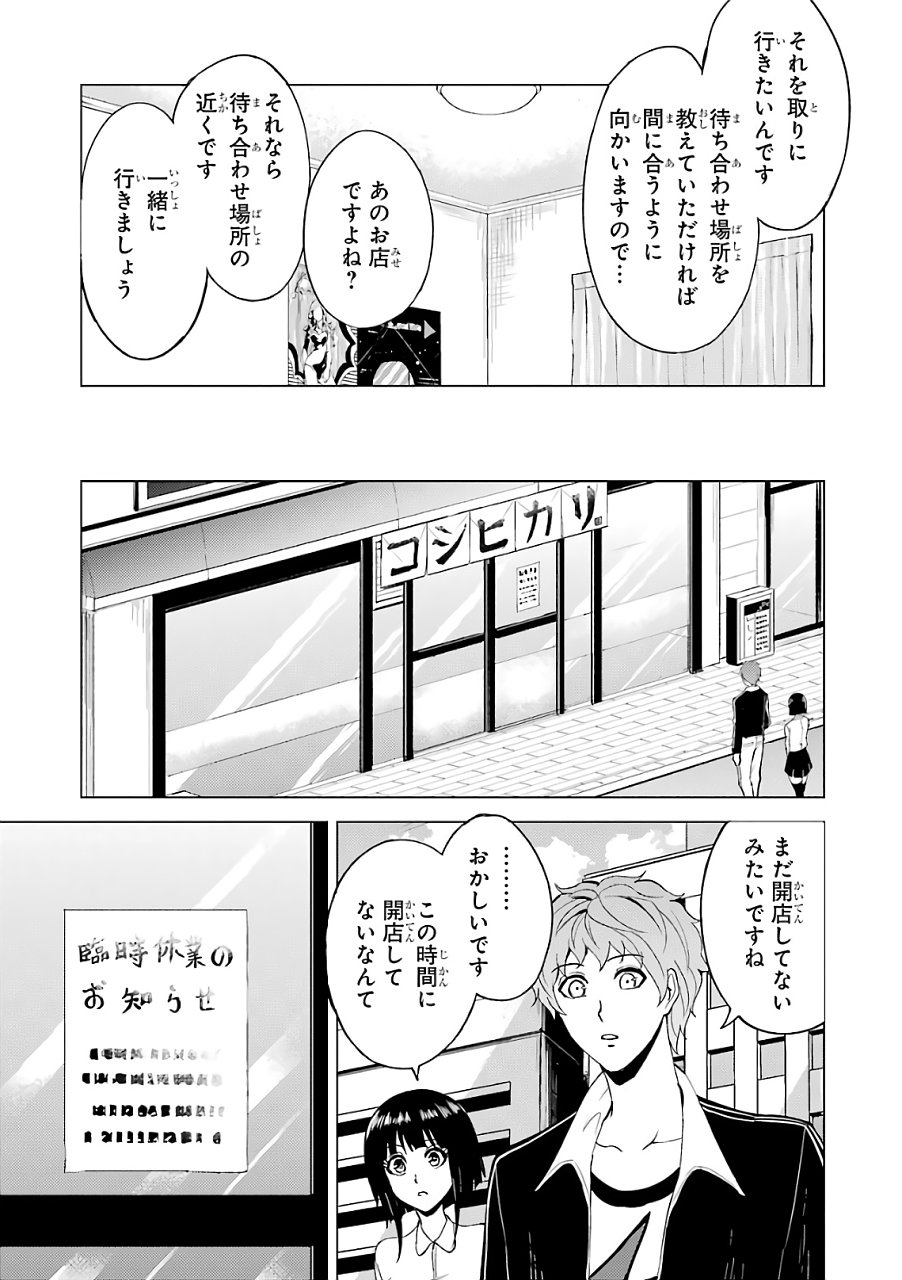 それを取りに
行きたいんです
待ち合わせ場所を
教えていただければ
間に合うように
向かいますので…
あのお店
ですよね?
それなら
待ち合わせ場所の
近くです
一緒に
行きましょう
コシヒカリ
まだ開店してない
みたいですね
………
おかしいです
この時間に
開店して
ないなんて
臨時休業の
お知らせ